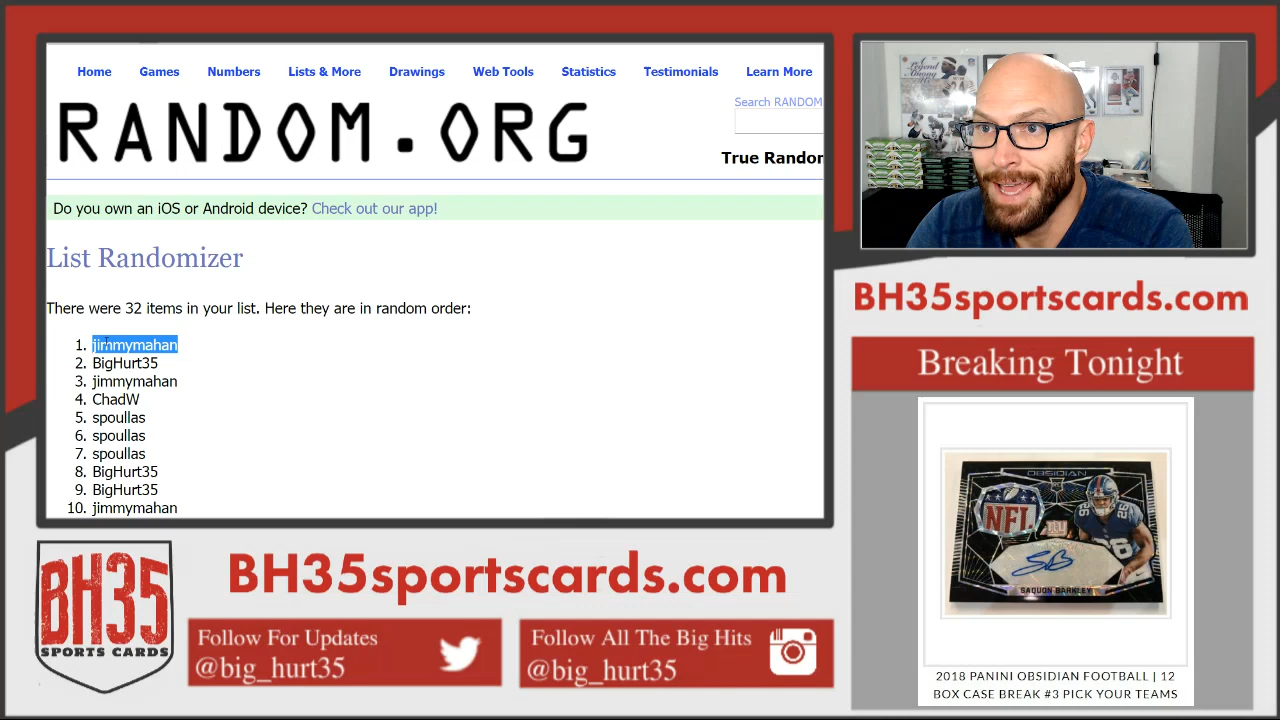 Home Games Numbers Lists & More Drawings Web Tools Statistics Testimonials Learn More
RANDOM.ORG
Search RANDOM
True Random
Do you own an iOS or Android device? Check out our app!
List Randomizer
There were 32 items in your list. Here they are in random order:
1. jimmymahan
2. BigHurt35
3. jimmymahan
4. ChadW
5. spoullas
6. spoullas
7. spoullas
8. BigHurt35
9. BigHurt35
10. jimmymahan
BH35
SPORTS CARDS
BH35sportscards.com
Follow For Updates
@big_hurt35
Follow All The Big Hits
@big_hurt35
BH35sportscards.com
Breaking Tonight
OBSIDIAN
NFL
26
SB
SAQUON BARKLEY
2018 PANINI OBSIDIAN FOOTBALL | 12
BOX CASE BREAK #3 PICK YOUR TEAMS